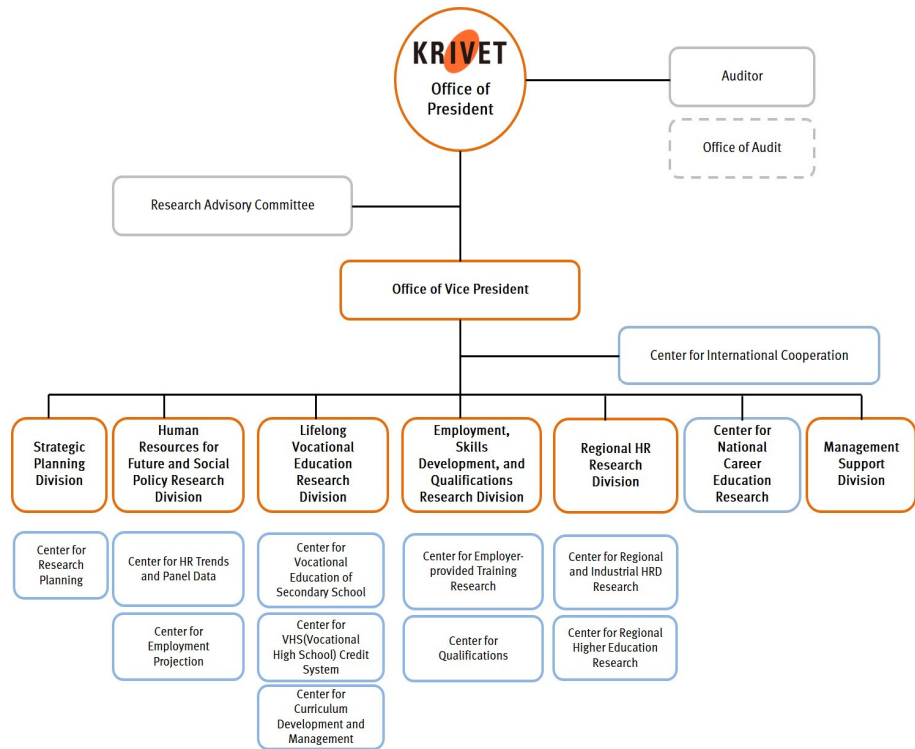 KRIVET
Office of
President
Auditor
Office of Audit
Research Advisory Committee
Office of Vice President
Center for International Cooperation
Strategic
Planning
Division
Human
Resources for
Future and Social
Policy Research
Division
Lifelong
Vocational
Education
Research
Division
Employment,
Skills
Development, and
Qualifications
Research Division
Regional HR
Research
Division
Center for
National
Career
Education
Research
Management
Support
Division
Center for
Research
Planning
Center for HR Trends
and Panel Data
Center for
Employment
Projection
Center for
Vocational
Education of
Secondary School
Center for
VHS(Vocational
High School) Credit
System
Center for
Curriculum
Development and
Management
Center for Employer-
provided Training
Research
Center for
Qualifications
Center for Regional
and Industrial HRD
Research
Center for Regional
Higher Education
Research